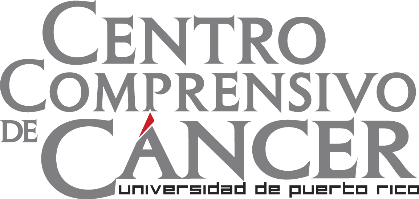 CENTRO
COMPRENSIVO
DE CÁNCER
universidad de puerto rico